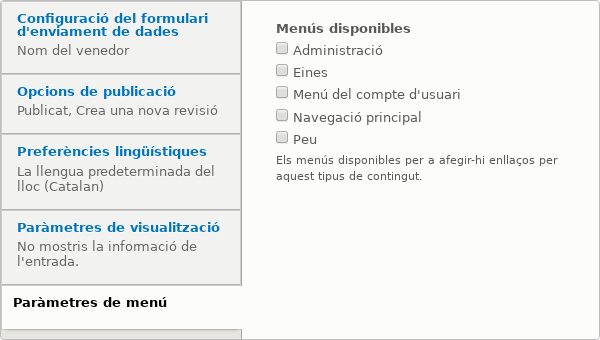 Configuració del formulari
d'enviament de dades
Nom del venedor
Opcions de publicació
Publicat, Crea una nova revisió
Preferències lingüístiques
La llengua predeterminada del
lloc (Catalan)
Paràmetres de visualització
No mostris la informació de
l'entrada.
Paràmetres de menú
Menús disponibles
Administració
Eines
Menú del compte d'usuari
Navegació principal
Peu
Els menús disponibles per a afegir-hi enllaços per
aquest tipus de contingut.